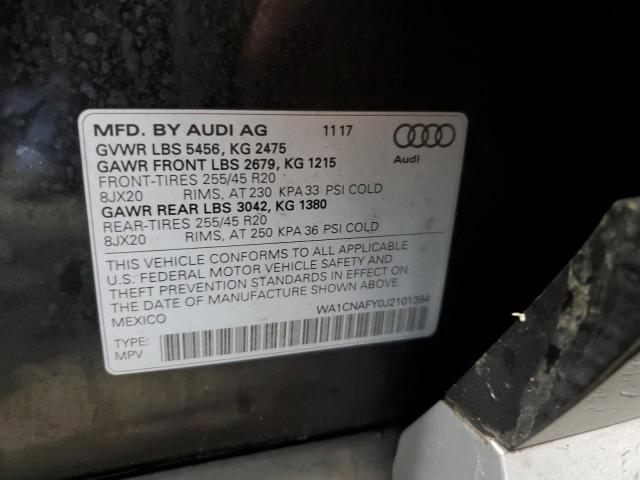 MFD. BY AUDI AG 11 17
GVWR LBS 5456, KG 2475
GAWR FRONT LBS 2679, KG 1215
FRONT-TIRES 255/45 R20
8JX20 RIMS, AT 230 KPA 33 PSI COLD
GAWR REAR LBS 3042, KG 1380
REAR-TIRES 255/45 R20
8JX20 RIMS, AT 250 KPA 36 PSI COLD
Audi
THIS VEHICLE CONFORMS TO ALL APPLICABLE
U.S. FEDERAL MOTOR VEHICLE SAFETY AND
THEFT PREVENTION STANDARDS IN EFFECT ON
THE DATE OF MANUFACTURE SHOWN ABOVE.
MEXICO
WA1CNAFY0J2101394
TYPE:
MPV